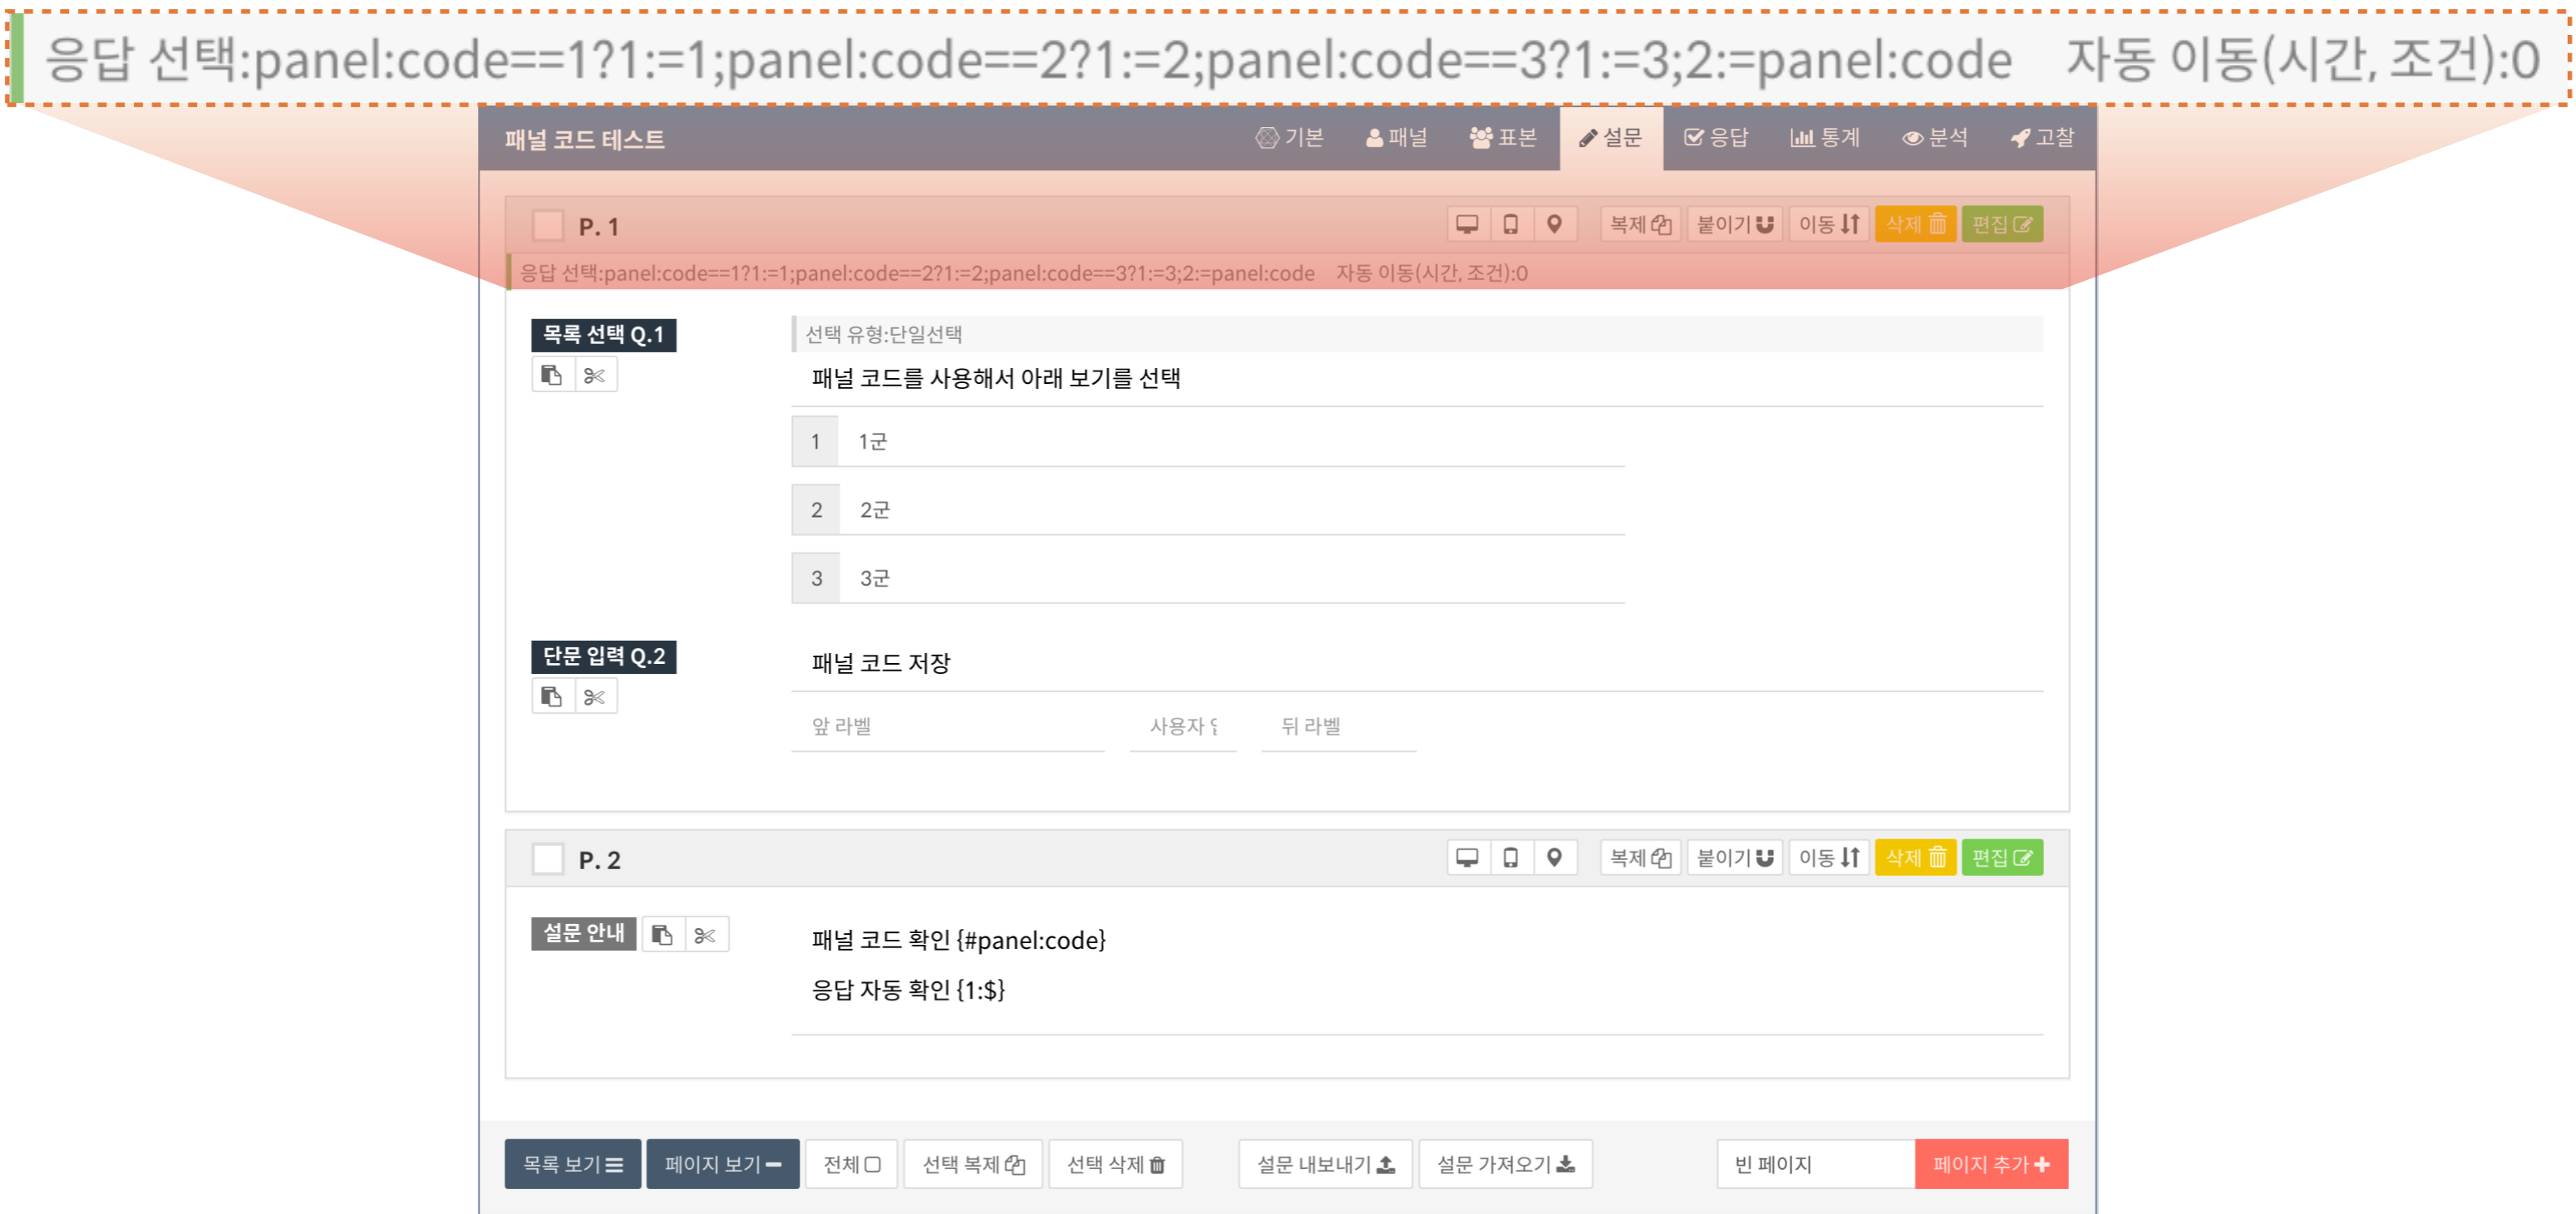 응답 선택:panel:code==1?1:=1;panel:code==2?1:=2;panel:code==3?1:=3;2:=panel:code 자동 이동(시간, 조건):0
패널 코드 테스트 기본 패널 표본 설문 응답 통계 분석 고찰
P. 1 복제 붙이기 이동 삭제 편집
응답 선택:panel:code==1?1:=1;panel:code==2?1:=2;panel:code==3?1:=3;2:=panel:code 자동 이동(시간, 조건):0
목록 선택 Q.1 선택 유형:단일선택
패널 코드를 사용해서 아래 보기를 선택
1 1군
2 2군
3 3군
단문 입력 Q.2 패널 코드 저장
앞 라벨 사용자 뒤 라벨
P. 2 복제 붙이기 이동 삭제 편집
설문 안내 패널 코드 확인 {#panel:code}
응답 자동 확인 {1:$}
목록 보기 페이지 보기 전체 선택 복제 선택 삭제 설문 내보내기 설문 가져오기 빈 페이지 페이지 추가